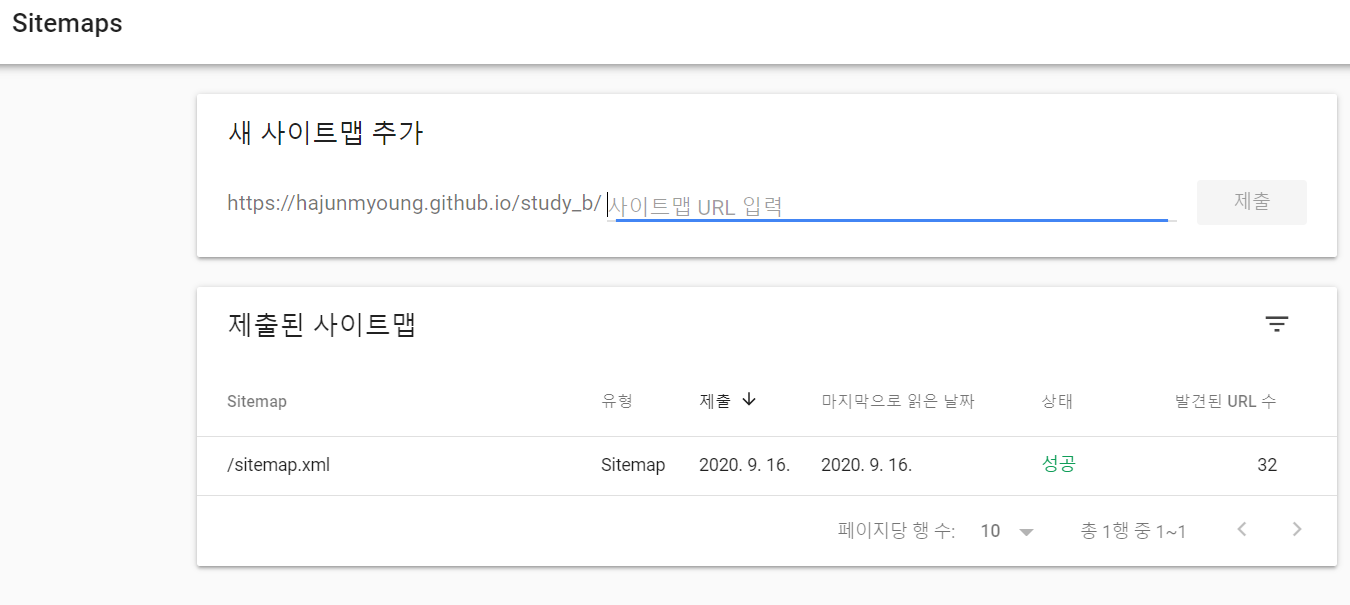 Sitemaps
새 사이트맵 추가
https://hajunmyoung.github.io/study_b/ 사이트맵 URL 입력 제출
제출된 사이트맵
Sitemap 유형 제출 마지막으로 읽은 날짜 상태 발견된 URL 수
/sitemap.xml Sitemap 2020. 9. 16. 2020. 9. 16. 성공 32
페이지당 행 수: 10 총 1행 중 1~1